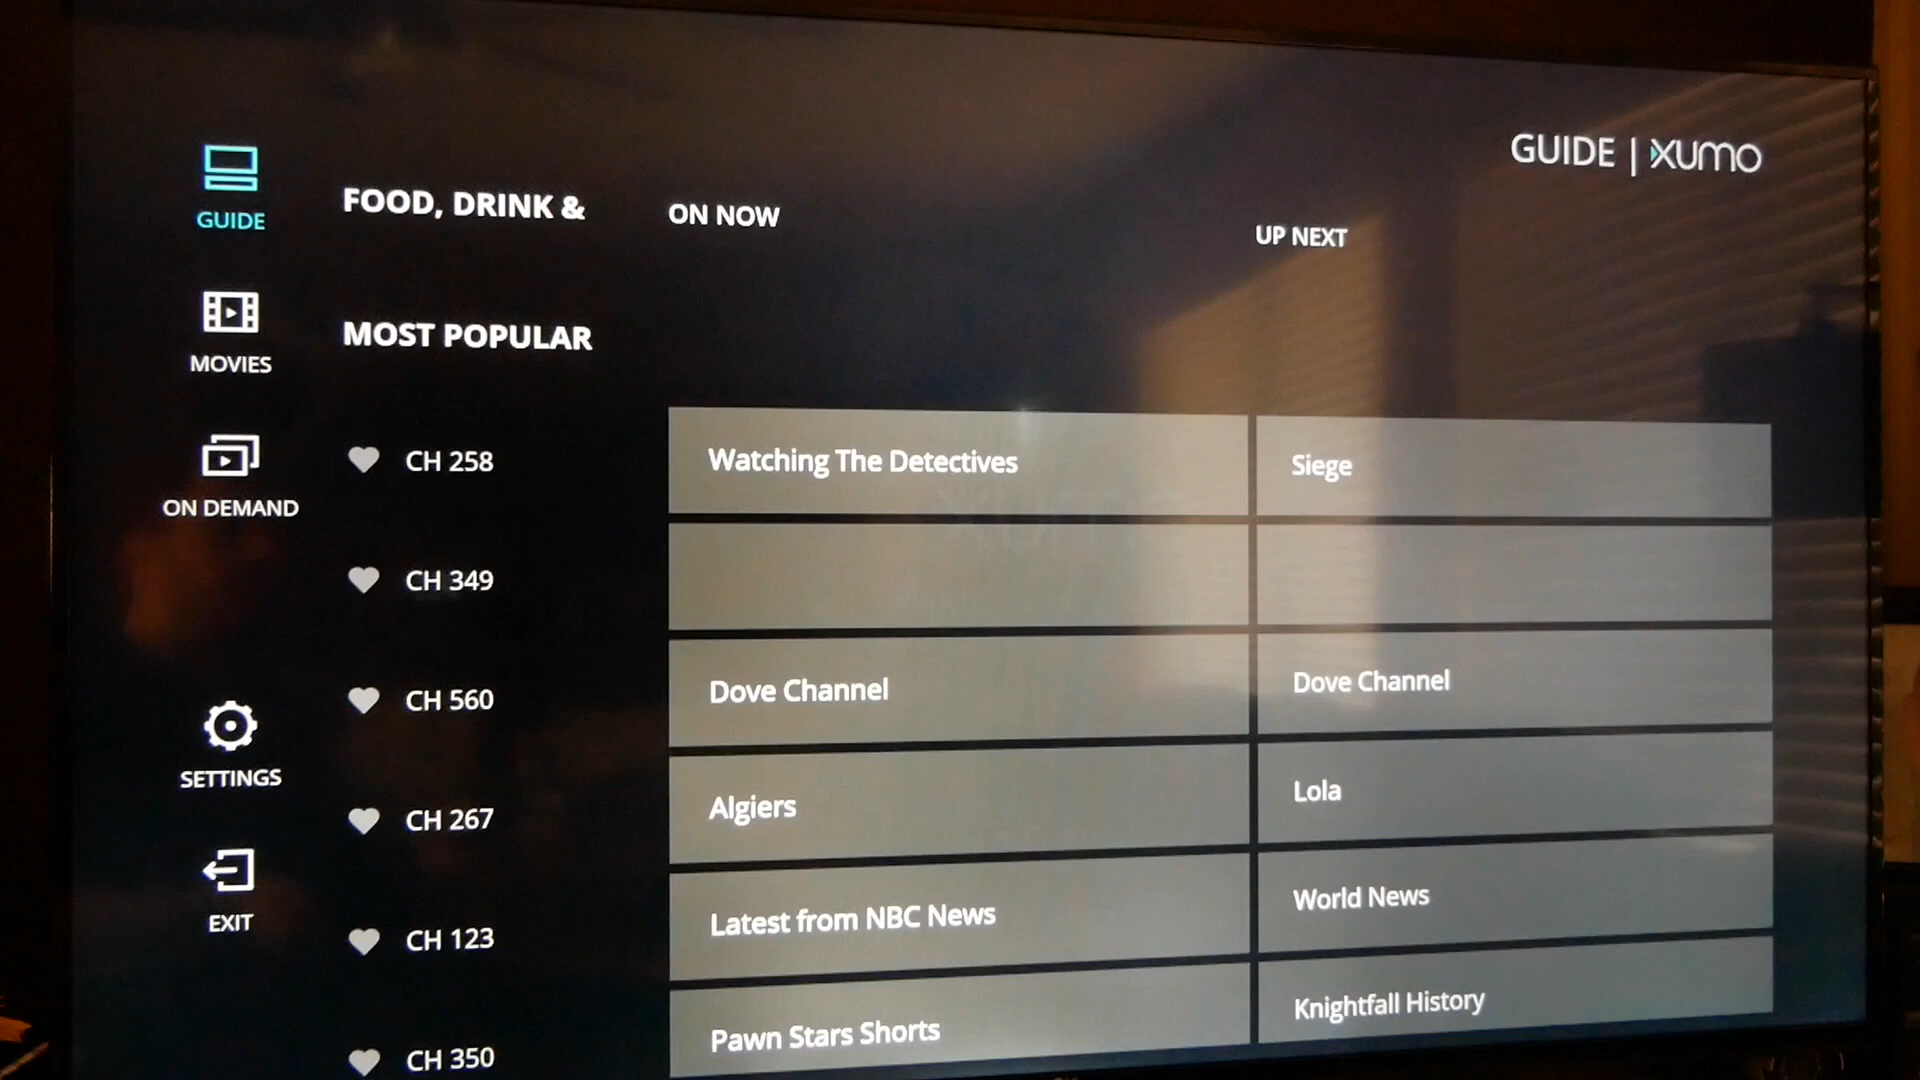 GUIDE | XUMO
GUIDE
MOVIES
ON DEMAND
SETTINGS
EXIT
FOOD, DRINK &
ON NOW
UP NEXT
MOST POPULAR
CH 258
Watching The Detectives
Siege
CH 349
CH 560
Dove Channel
Dove Channel
CH 267
Algiers
Lola
CH 123
Latest from NBC News
World News
CH 350
Pawn Stars Shorts
Knightfall History